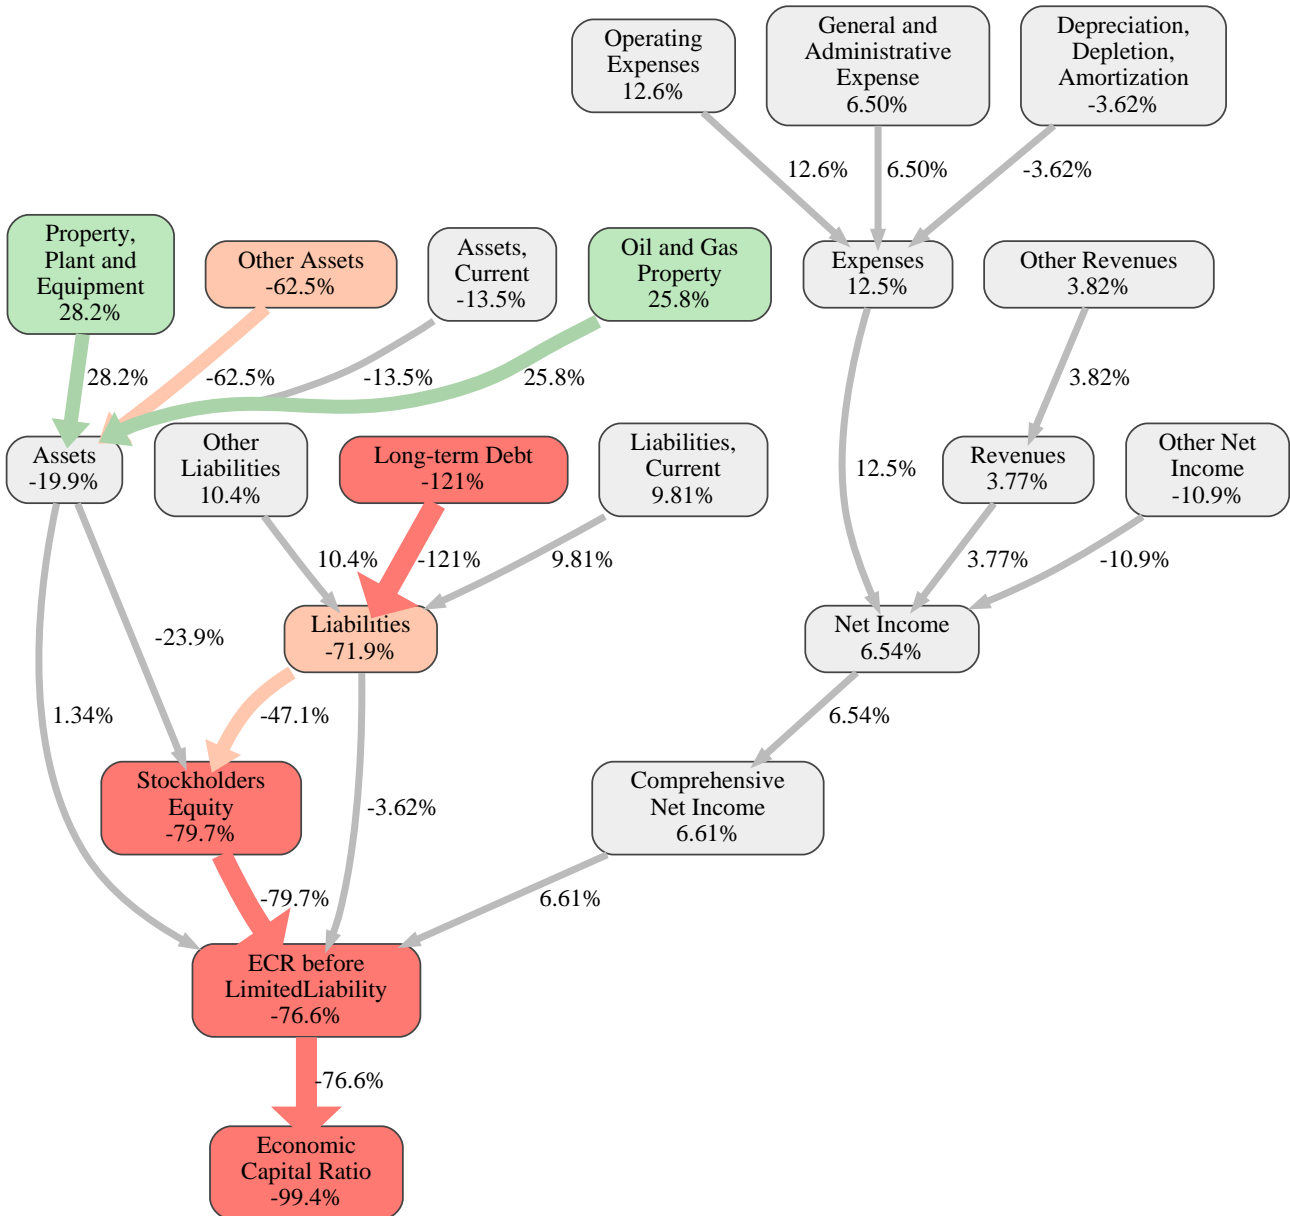 Operating
Expenses
12.6%
General and
Administrative
Expense
6.50%
Depreciation,
Depletion,
Amortization
-3.62%
12.6%
6.50%
-3.62%
Property,
Plant and
Equipment
28.2%
Other Assets
-62.5%
Assets,
Current
-13.5%
Oil and Gas
Property
25.8%
Expenses
12.5%
Other Revenues
3.82%
28.2%
-62.5%
-13.5%
25.8%
3.82%
Assets
-19.9%
Other
Liabilities
10.4%
Long-term Debt
-121%
Liabilities,
Current
9.81%
12.5%
Revenues
3.77%
Other Net
Income
-10.9%
10.4%
-121%
9.81%
3.77%
-10.9%
-23.9%
Liabilities
-71.9%
Net Income
6.54%
1.34%
-47.1%
6.54%
Stockholders
Equity
-79.7%
-3.62%
Comprehensive
Net Income
6.61%
-79.7%
6.61%
ECR before
LimitedLiability
-76.6%
-76.6%
Economic
Capital Ratio
-99.4%